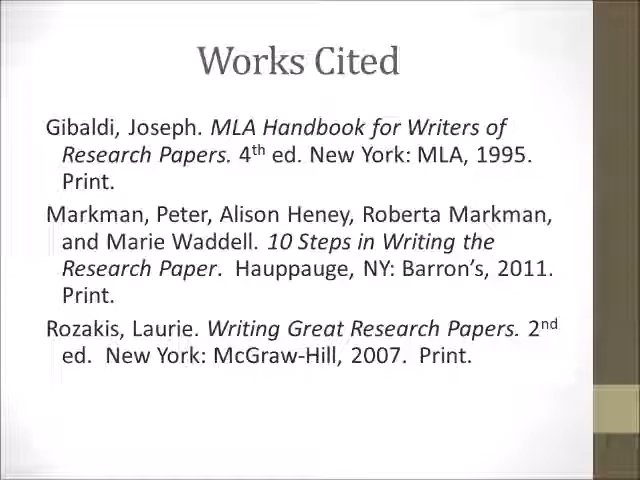 Works Cited
Gibaldi, Joseph. MLA Handbook for Writers of
Research Papers. 4th ed. New York: MLA, 1995.
Print.
Markman, Peter, Alison Heney, Roberta Markman,
and Marie Waddell. 10 Steps in Writing the
Research Paper.  Hauppauge, NY: Barron’s, 2011.
Print.
Rozakis, Laurie. Writing Great Research Papers. 2nd
ed.  New York: McGraw-Hill, 2007.  Print.